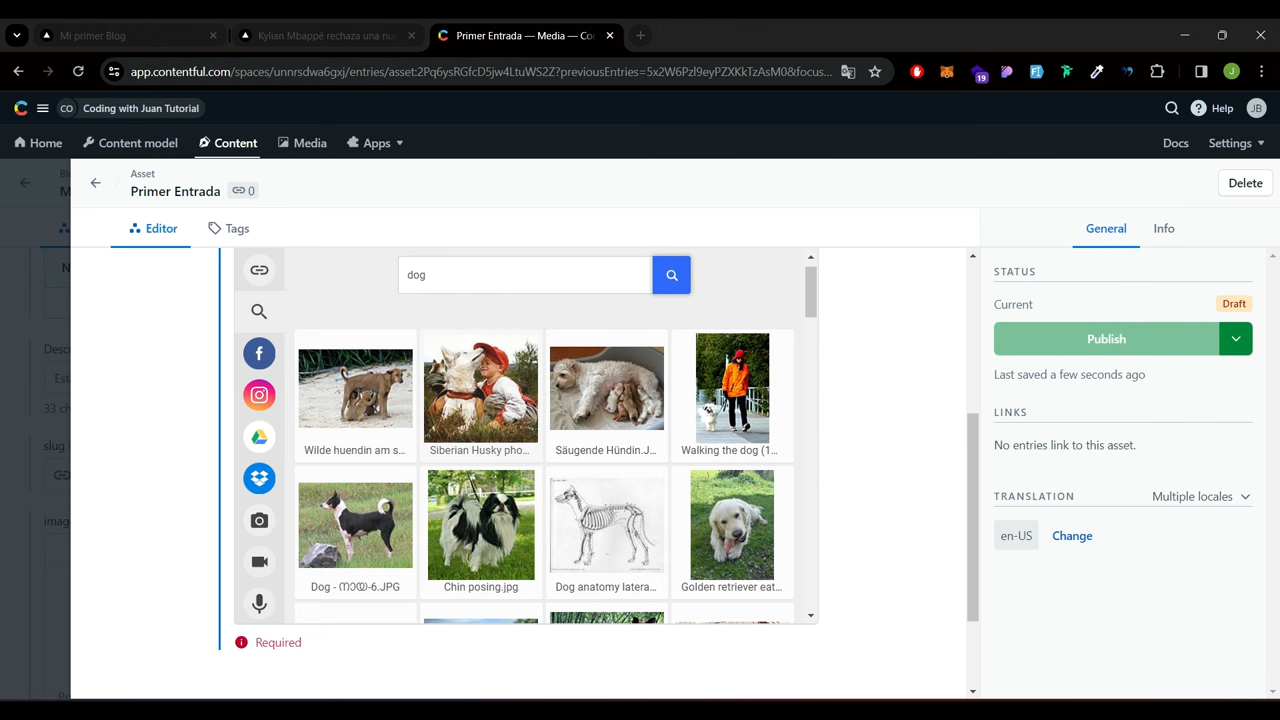 Mi primer Blog
Kylian Mbappé rechaza una nu
Primer Entrada — Media — Co
app.contentful.com/spaces/unnrsdwa6gxj/entries/asset:2Pq6ysRGfcD5jw4LtuWS2Z?previousEntries=5x2W6Pzl9eyPZXKkTzAsM0&focus...
19
J
CO Coding with Juan Tutorial
Help JB
Home Content model Content Media Apps
Docs Settings
Asset
Primer Entrada 0
Delete
Editor Tags
General Info
dog
Wilde huendin am s...
Siberian Husky pho...
Säugende Hündin.J...
Walking the dog (1...
Dog - നായ-6.JPG
Chin posing.jpg
Dog anatomy latera...
Golden retriever eat...
Required
STATUS
Current Draft
Publish
Last saved a few seconds ago
LINKS
No entries link to this asset.
TRANSLATION Multiple locales
en-US Change
Desc
Est
33 ch
slug
imag